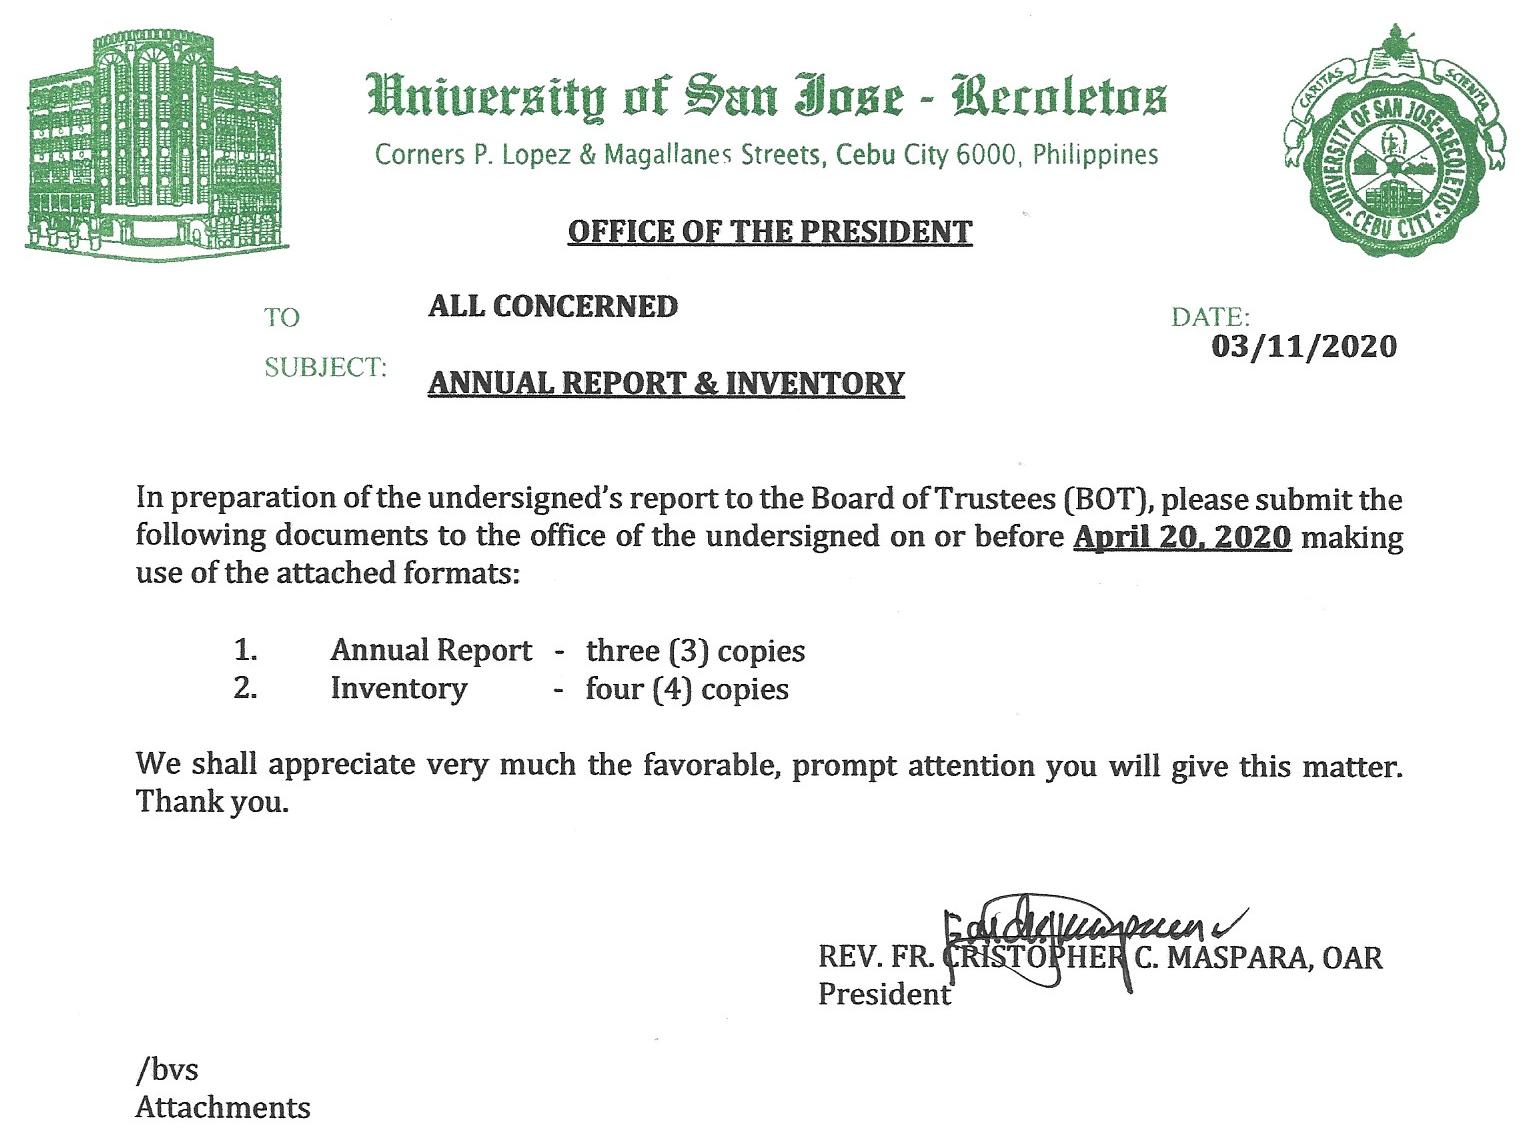 University of San Jose - Recoletos
Corners P. Lopez & Magallanes Streets, Cebu City 6000, Philippines
CARITAS
SCIENTIA
UNIVERSITY OF SAN JOSE-RECOLETOS
CEBU CITY
OFFICE OF THE PRESIDENT
TO ALL CONCERNED
DATE: 03/11/2020
SUBJECT: ANNUAL REPORT & INVENTORY
In preparation of the undersigned's report to the Board of Trustees (BOT), please submit the
following documents to the office of the undersigned on or before April 20, 2020 making
use of the attached formats:
1. Annual Report - three (3) copies
2. Inventory - four (4) copies
We shall appreciate very much the favorable, prompt attention you will give this matter.
Thank you.
REV. FR. CRISTOPHER C. MASPARA, OAR
President
/bvs
Attachments